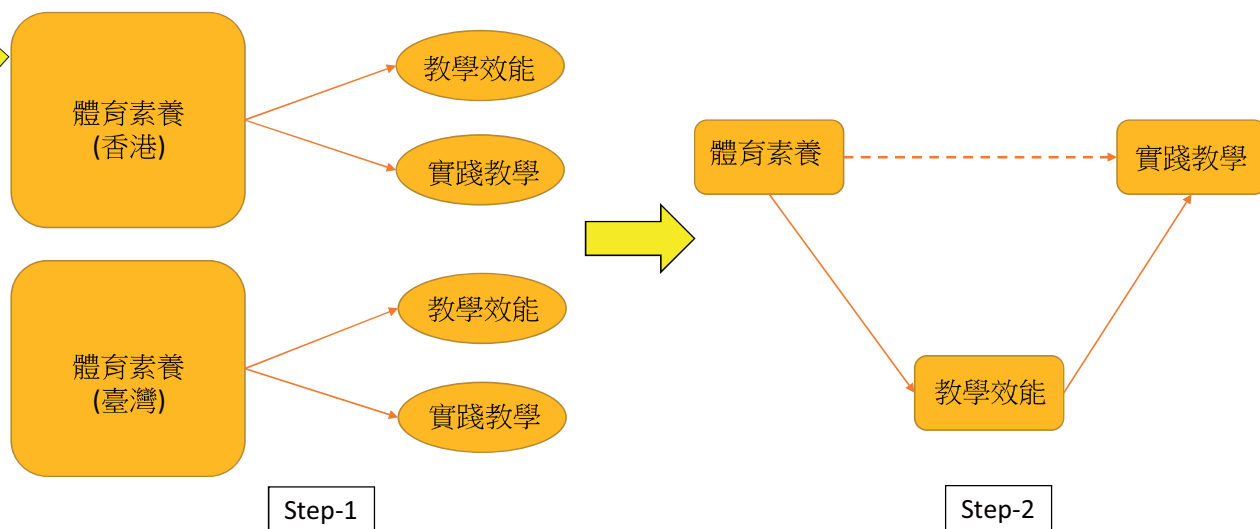 體育素養
(香港)
教學效能
實踐教學
體育素養
(臺灣)
教學效能
實踐教學
Step-1
體育素養
實踐教學
教學效能
Step-2